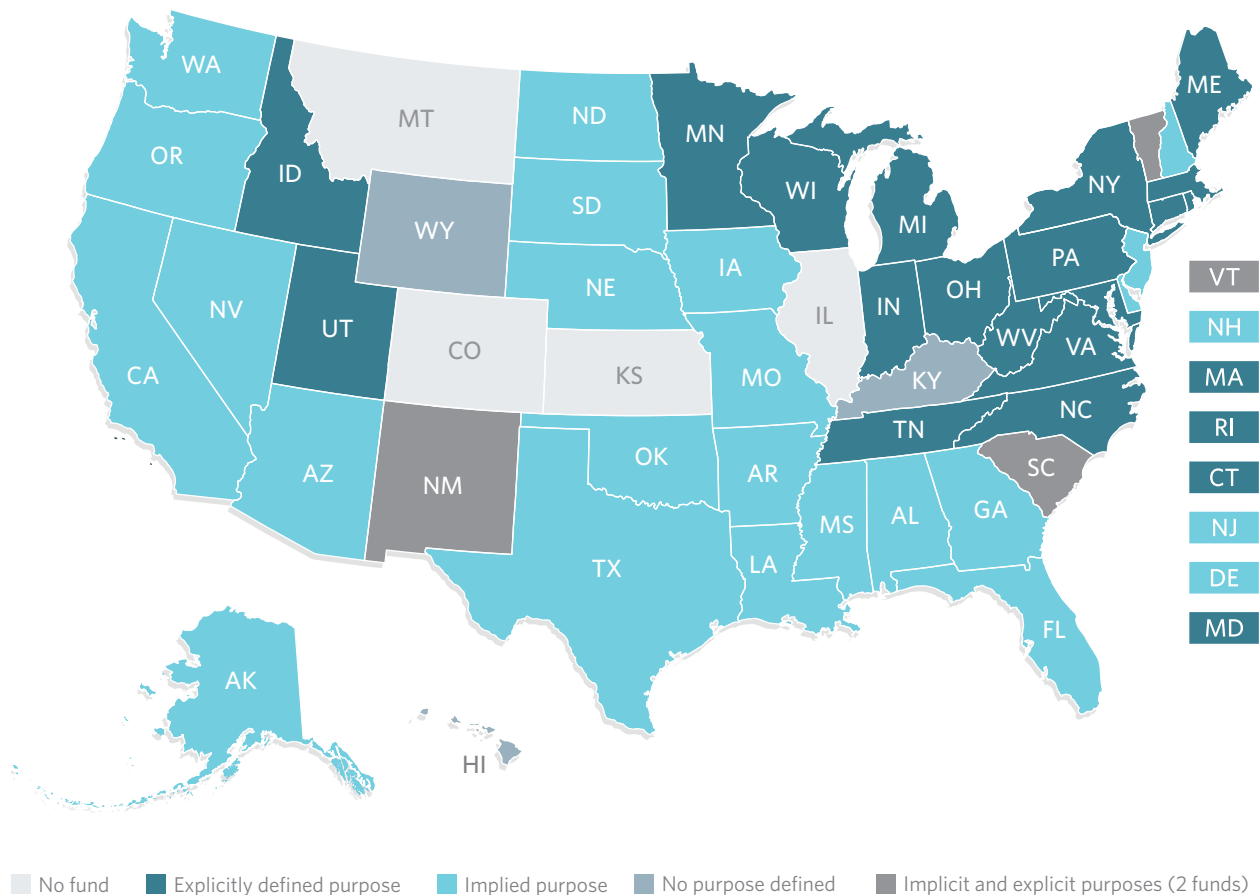 WA
ME
MT
ND
MN
OR
ID
WI
NY
SD
WY
MI
PA
IA
VT
NE
OH
NV
IL
IN
NH
UT
WV
VA
CO
CA
KS
MO
KY
MA
NC
TN
RI
OK
SC
AZ
AR
CT
NM
GA
MS
AL
NJ
TX
LA
DE
FL
MD
AK
HI
No fund
Explicitly defined purpose
Implied purpose
No purpose defined
Implicit and explicit purposes (2 funds)